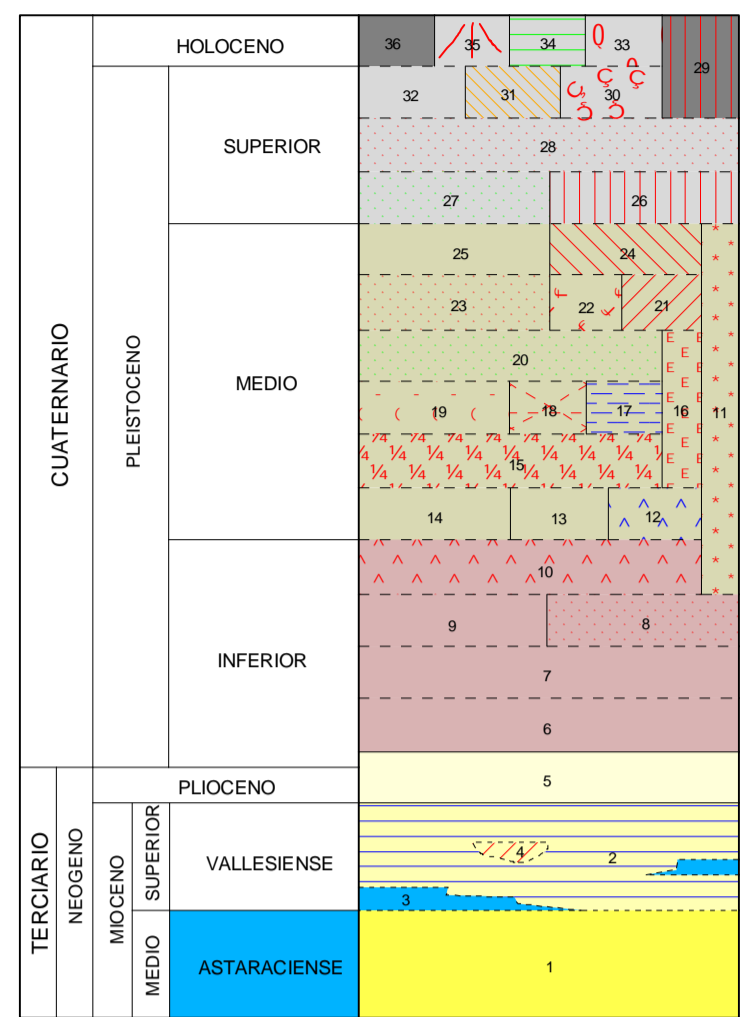 HOLOCENO 36 35 34 33 29
32 31 30
SUPERIOR 28
27 26
25 24
23 22 21
CUATERNARIO PLEISTOCENO MEDIO 20
19 18 17 16 11
15
14 13 12
10
9 8
INFERIOR 7
6
PLIOCENO 5
TERCIARIO NEOGENO MIOCENO SUPERIOR VALLESIENSE 4 2
3
MEDIO ASTARACIENSE 1